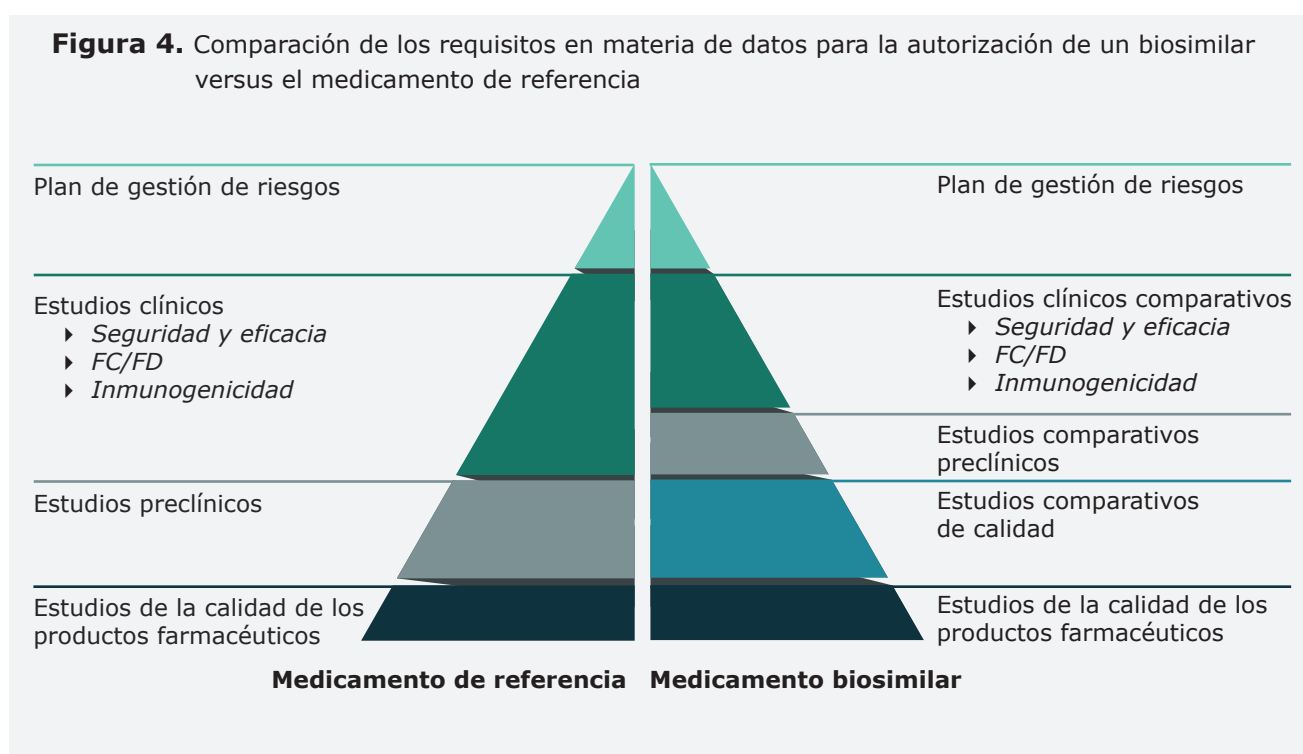 Figura 4. Comparación de los requisitos en materia de datos para la autorización de un biosimilar
versus el medicamento de referencia
Plan de gestión de riesgos
Estudios clínicos
Seguridad y eficacia
FC/FD
Inmunogenicidad
Estudios preclínicos
Estudios de la calidad de los
productos farmacéuticos
Medicamento de referencia
Plan de gestión de riesgos
Estudios clínicos comparativos
Seguridad y eficacia
FC/FD
Inmunogenicidad
Estudios comparativos
preclínicos
Estudios comparativos
de calidad
Estudios de la calidad de los
productos farmacéuticos
Medicamento biosimilar